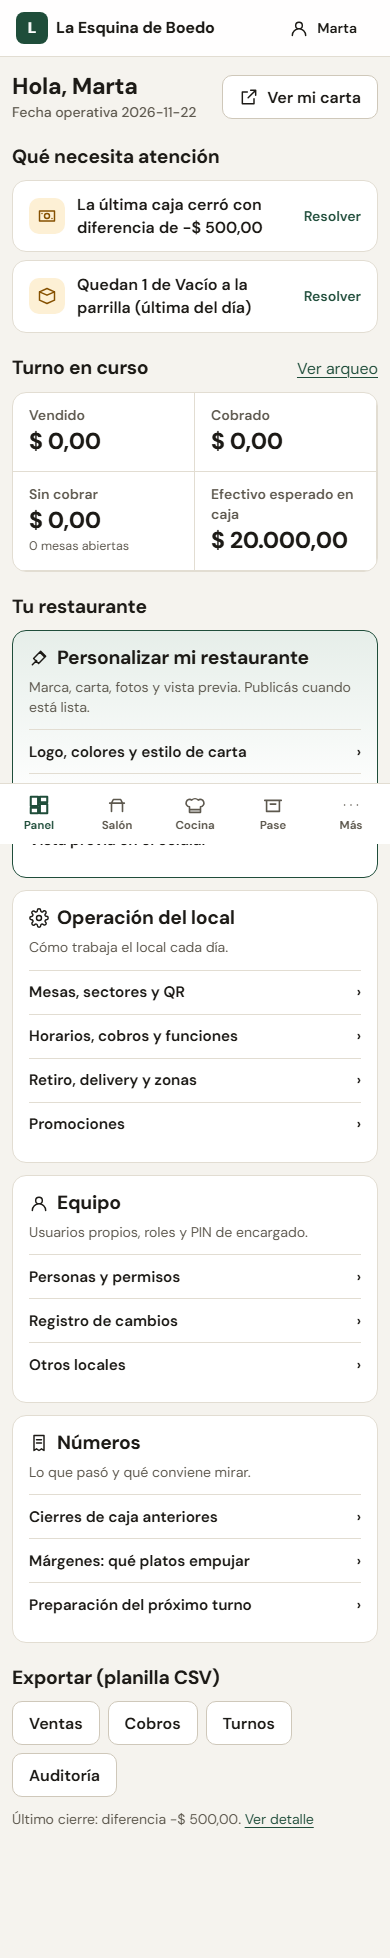 L La Esquina de Boedo Marta
Hola, Marta
Fecha operativa 2026-11-22
Ver mi carta
Qué necesita atención
La última caja cerró con
diferencia de -$ 500,00
Resolver
Quedan 1 de Vacío a la
parrilla (última del día)
Resolver
Turno en curso Ver arqueo
Vendido
$ 0,00
Cobrado
$ 0,00
Sin cobrar
$ 0,00
0 mesas abiertas
Efectivo esperado en
caja
$ 20.000,00
Tu restaurante
Personalizar mi restaurante
Marca, carta, fotos y vista previa. Publicás cuando
está lista.
Logo, colores y estilo de carta ›
Panel Salón Cocina Pase Más
Operación del local
Cómo trabaja el local cada día.
Mesas, sectores y QR ›
Horarios, cobros y funciones ›
Retiro, delivery y zonas ›
Promociones ›
Equipo
Usuarios propios, roles y PIN de encargado.
Personas y permisos ›
Registro de cambios ›
Otros locales ›
Números
Lo que pasó y qué conviene mirar.
Cierres de caja anteriores ›
Márgenes: qué platos empujar ›
Preparación del próximo turno ›
Exportar (planilla CSV)
Ventas Cobros Turnos
Auditoría
Último cierre: diferencia -$ 500,00. Ver detalle